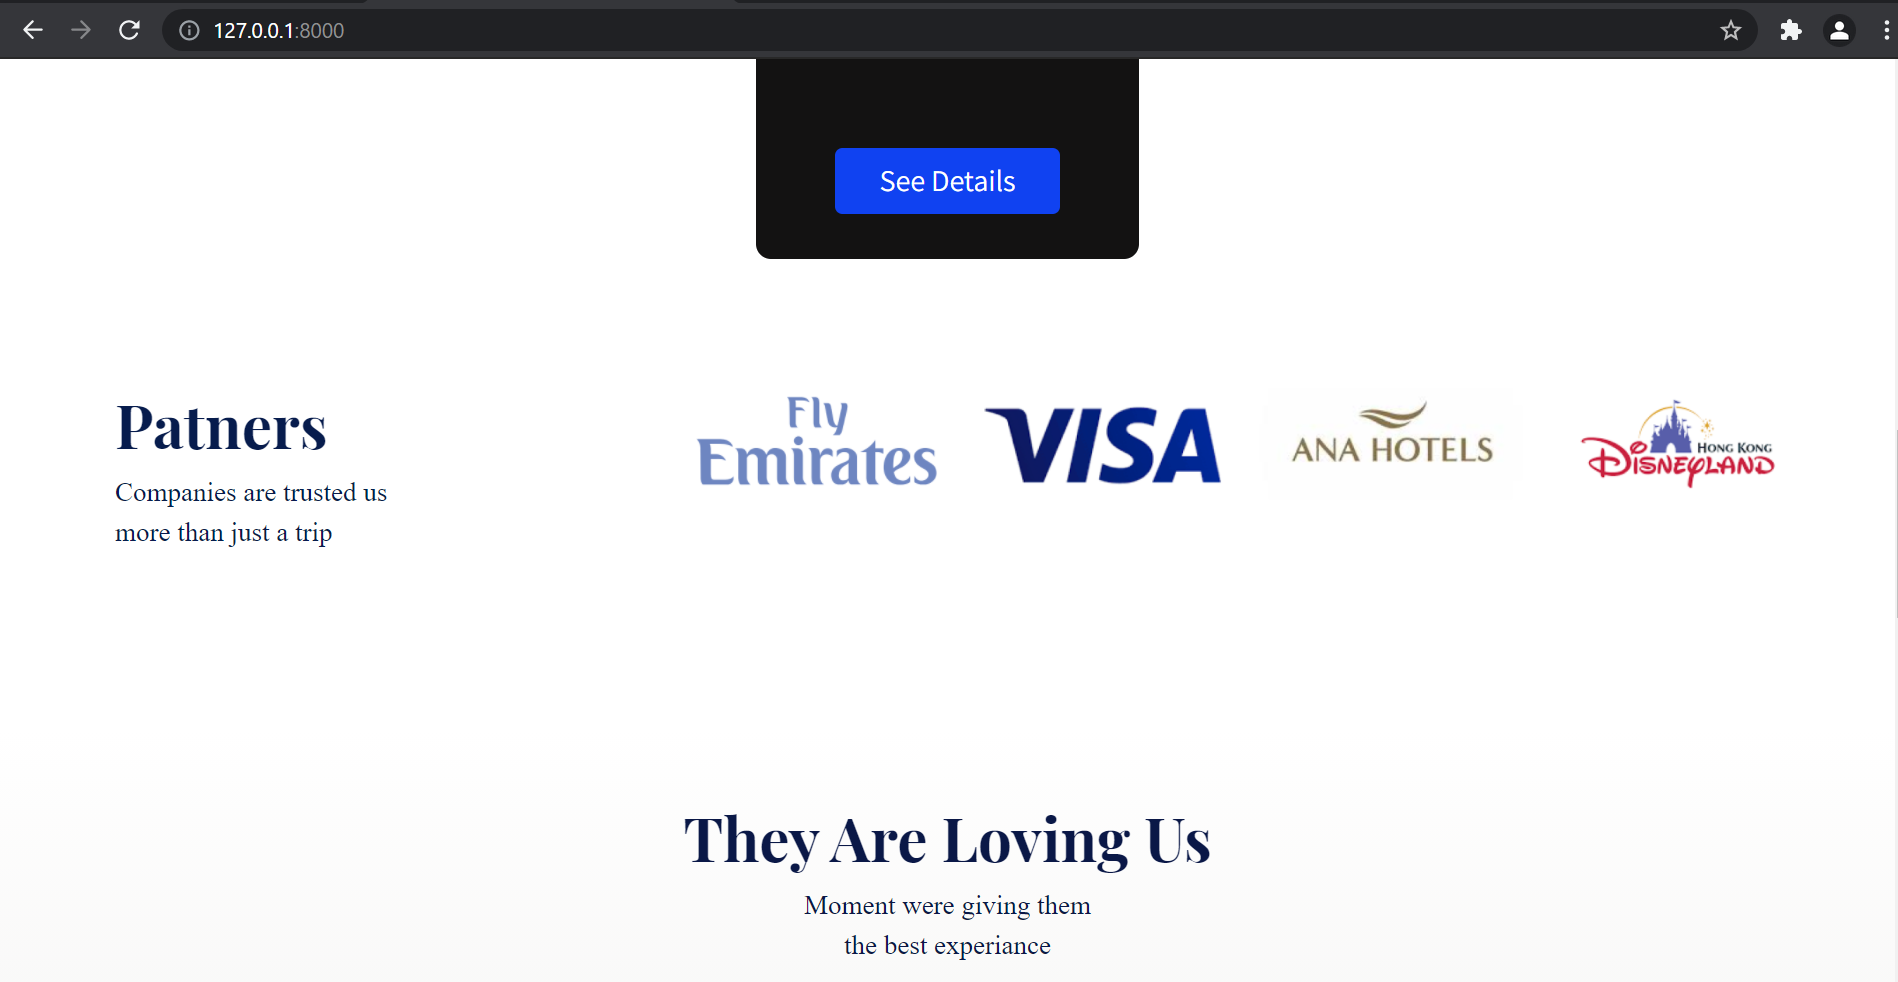 127.0.0.1:8000
See Details
Patners
Companies are trusted us
more than just a trip
Fly
Emirates
VISA
ANA HOTELS
HONG KONG
DISNEYLAND
They Are Loving Us
Moment were giving them
the best experiance